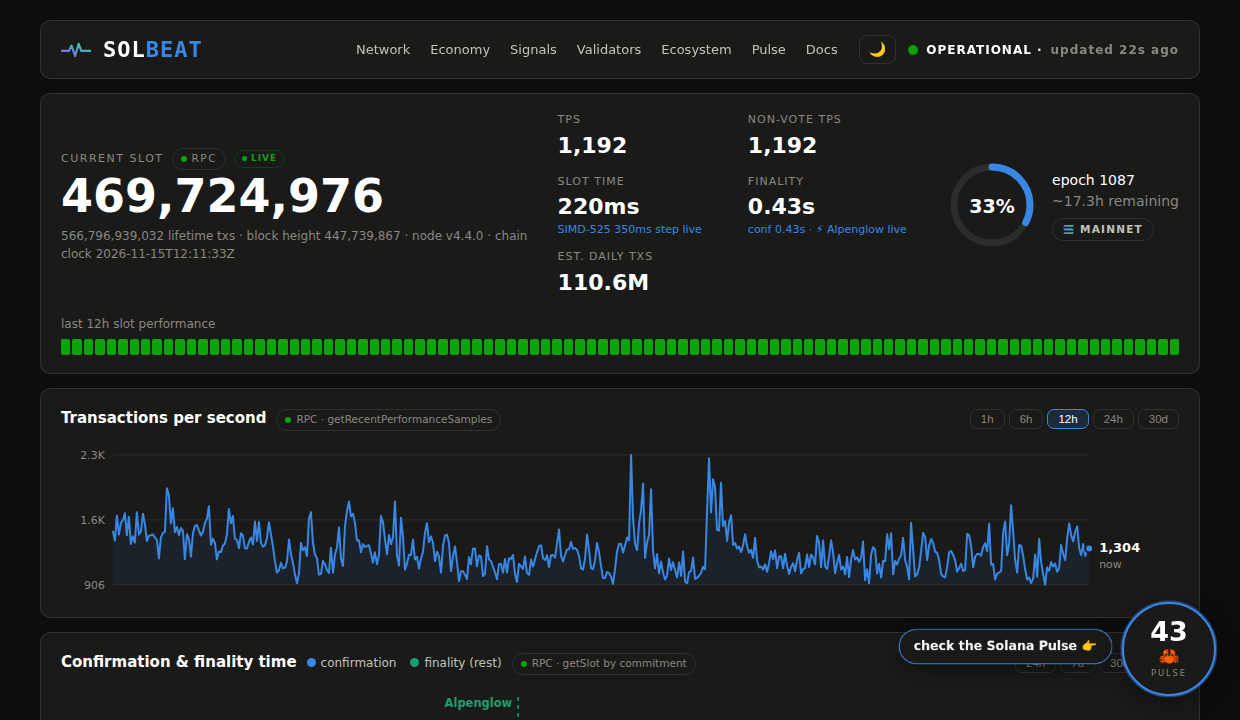 SOLBEAT
Network Economy Signals Validators Ecosystem Pulse Docs
OPERATIONAL · updated 22s ago
CURRENT SLOT RPC LIVE
469,724,976
566,796,939,032 lifetime txs · block height 447,739,867 · node v4.4.0 · chain
clock 2026-11-15T12:11:33Z
TPS
1,192
NON-VOTE TPS
1,192
SLOT TIME
220ms
SIMD-525 350ms step live
FINALITY
0.43s
conf 0.43s · ⚡ Alpenglow live
EST. DAILY TXS
110.6M
33%
epoch 1087
~17.3h remaining
MAINNET
last 12h slot performance
Transactions per second RPC · getRecentPerformanceSamples
1h 6h 12h 24h 30d
2.3K
1.6K
906
1,304
now
Confirmation & finality time confirmation finality (rest) RPC · getSlot by commitment
check the Solana Pulse 👉
43
PULSE
Alpenglow